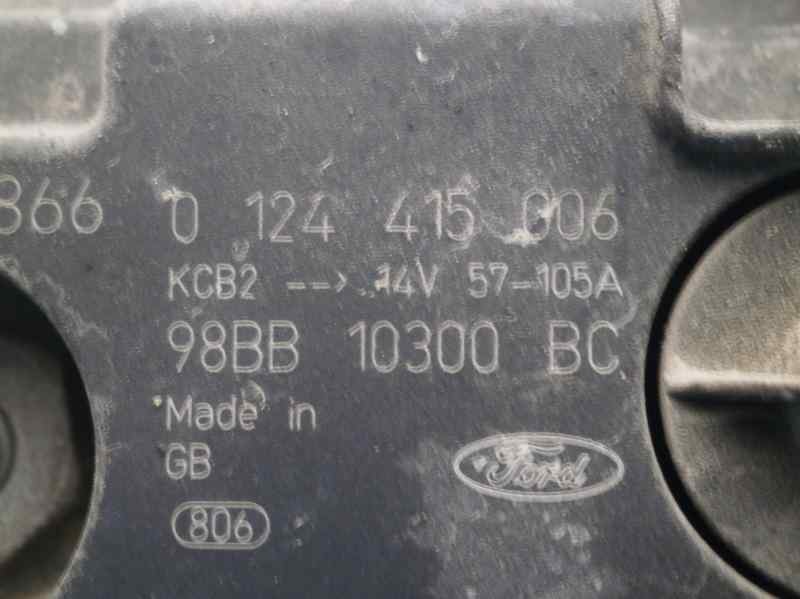 866 0 124 415 006
KCB2 --> 14V 57-105A
98BB 10300 BC
Made in
GB
Ford
806